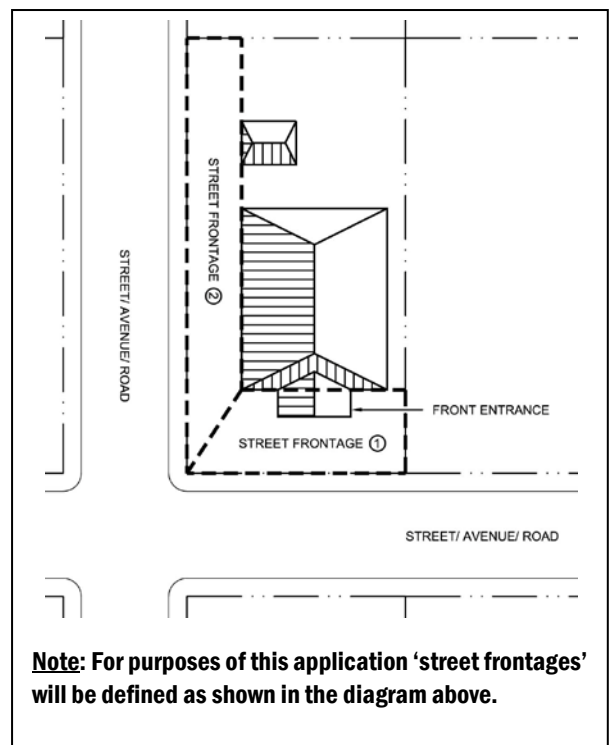 STREET FRONTAGE ②
STREET/ AVENUE/ ROAD
FRONT ENTRANCE
STREET FRONTAGE ①
STREET/ AVENUE/ ROAD
Note: For purposes of this application ‘street frontages’
will be defined as shown in the diagram above.